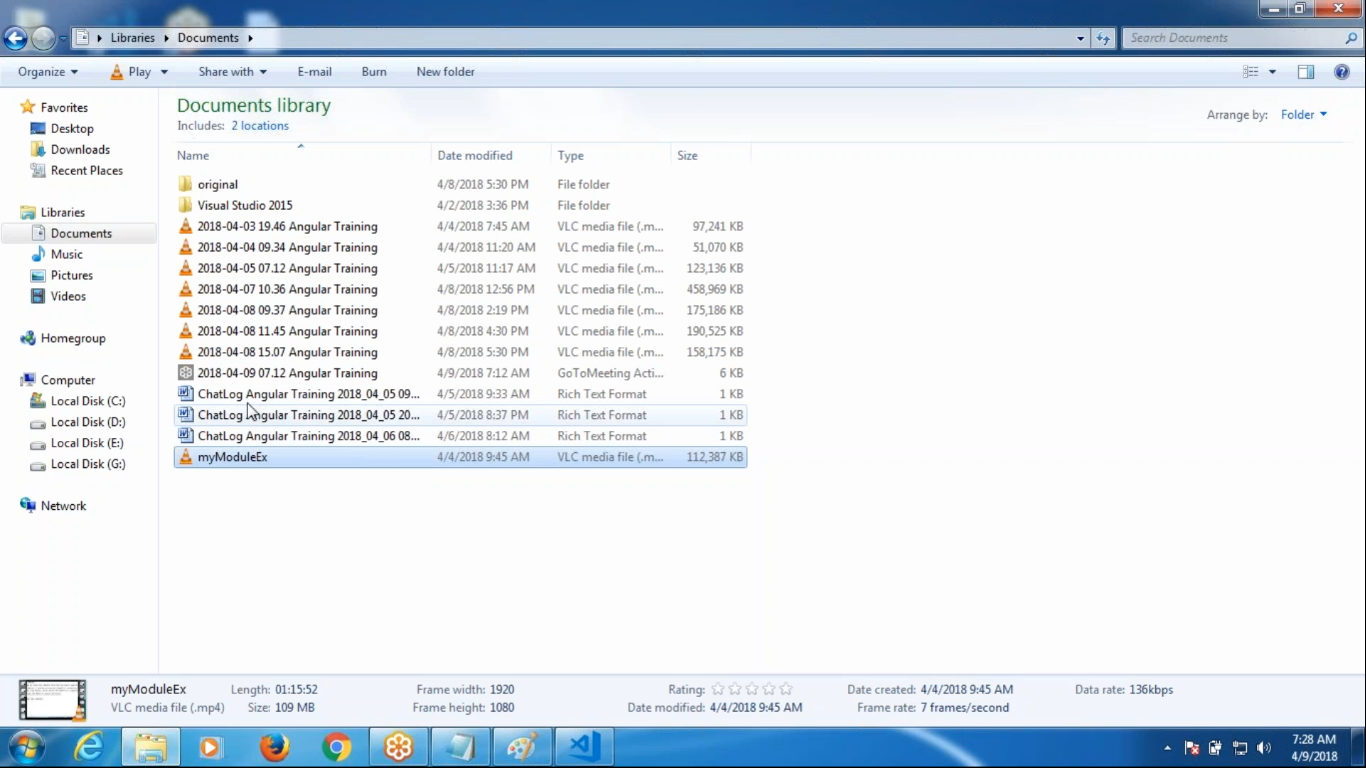 Libraries Documents
Search Documents
Organize Play Share with E-mail Burn New folder
Favorites
Desktop
Downloads
Recent Places
Libraries
Documents
Music
Pictures
Videos
Homegroup
Computer
Local Disk (C:)
Local Disk (D:)
Local Disk (E:)
Local Disk (G:)
Network
Documents library
Includes: 2 locations
Arrange by: Folder
Name Date modified Type Size
original 4/8/2018 5:30 PM File folder
Visual Studio 2015 4/2/2018 3:36 PM File folder
2018-04-03 19.46 Angular Training 4/4/2018 7:45 AM VLC media file (.m... 97,241 KB
2018-04-04 09.34 Angular Training 4/4/2018 11:20 AM VLC media file (.m... 51,070 KB
2018-04-05 07.12 Angular Training 4/5/2018 11:17 AM VLC media file (.m... 123,136 KB
2018-04-07 10.36 Angular Training 4/8/2018 12:56 PM VLC media file (.m... 458,969 KB
2018-04-08 09.37 Angular Training 4/8/2018 2:19 PM VLC media file (.m... 175,186 KB
2018-04-08 11.45 Angular Training 4/8/2018 4:30 PM VLC media file (.m... 190,525 KB
2018-04-08 15.07 Angular Training 4/8/2018 5:30 PM VLC media file (.m... 158,175 KB
2018-04-09 07.12 Angular Training 4/9/2018 7:12 AM GoToMeeting Acti... 6 KB
ChatLog Angular Training 2018_04_05 09... 4/5/2018 9:33 AM Rich Text Format 1 KB
ChatLog Angular Training 2018_04_05 20... 4/5/2018 8:37 PM Rich Text Format 1 KB
ChatLog Angular Training 2018_04_06 08... 4/6/2018 8:12 AM Rich Text Format 1 KB
myModuleEx 4/4/2018 9:45 AM VLC media file (.m... 112,387 KB
myModuleEx Length: 01:15:52 Frame width: 1920 Rating: Date created: 4/4/2018 9:45 AM Data rate: 136kbps
VLC media file (.mp4) Size: 109 MB Frame height: 1080 Date modified: 4/4/2018 9:45 AM Frame rate: 7 frames/second
7:28 AM
4/9/2018